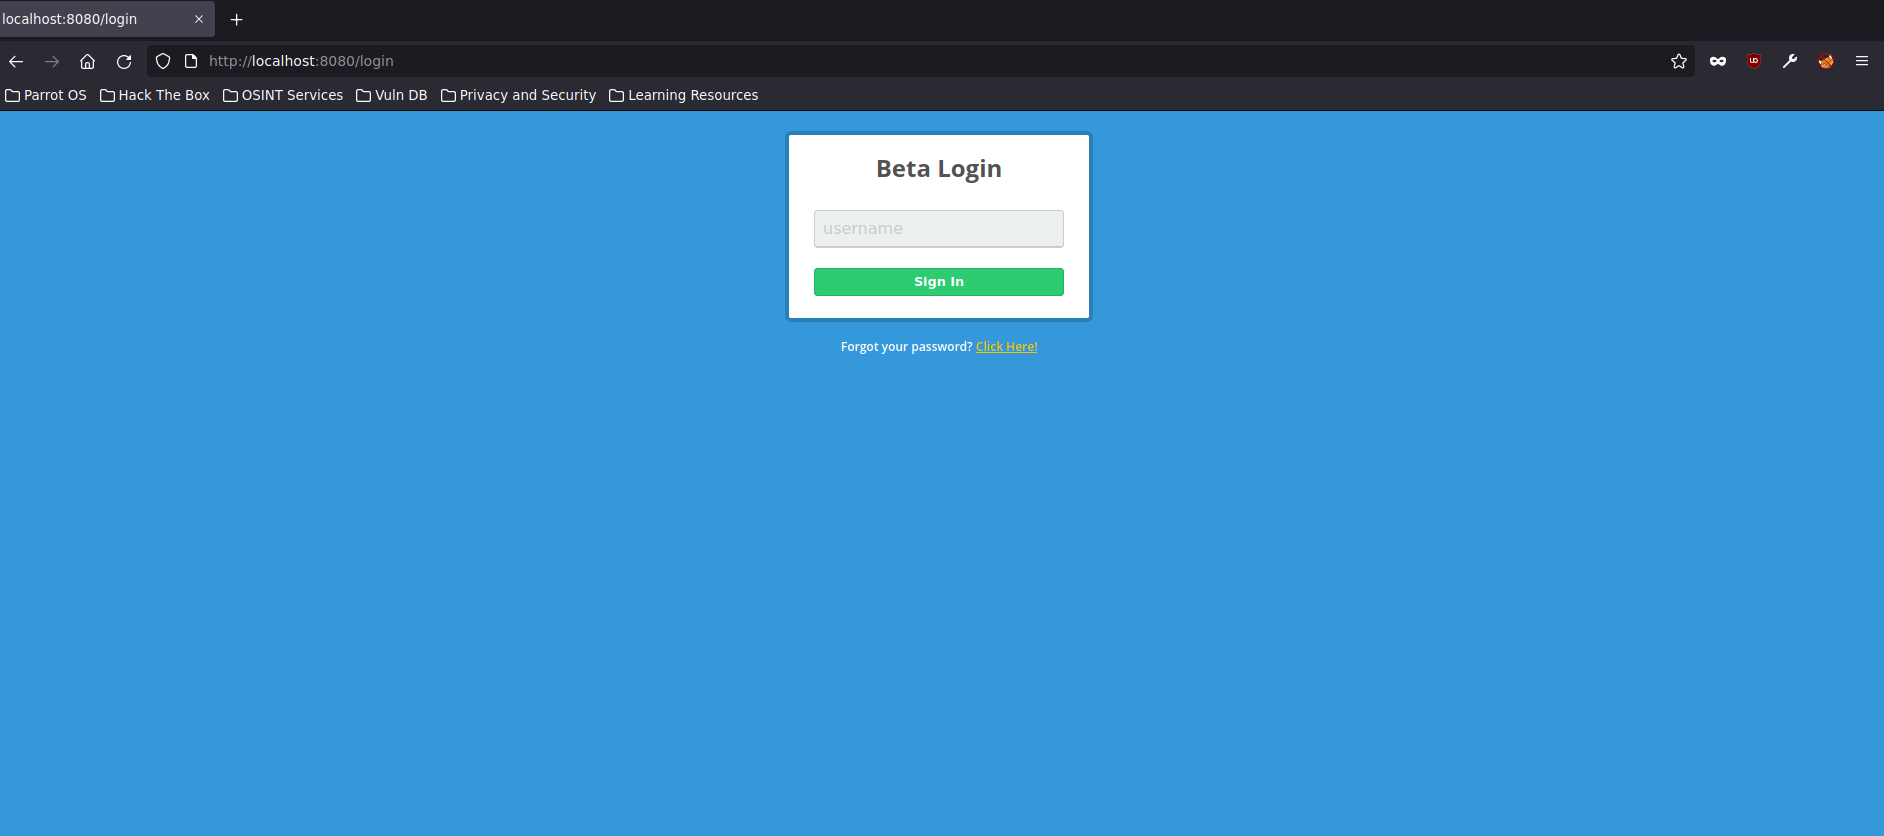 localhost:8080/login
http://localhost:8080/login
Parrot OS Hack The Box OSINT Services Vuln DB Privacy and Security Learning Resources
Beta Login
username
Sign In
Forgot your password? Click Here!